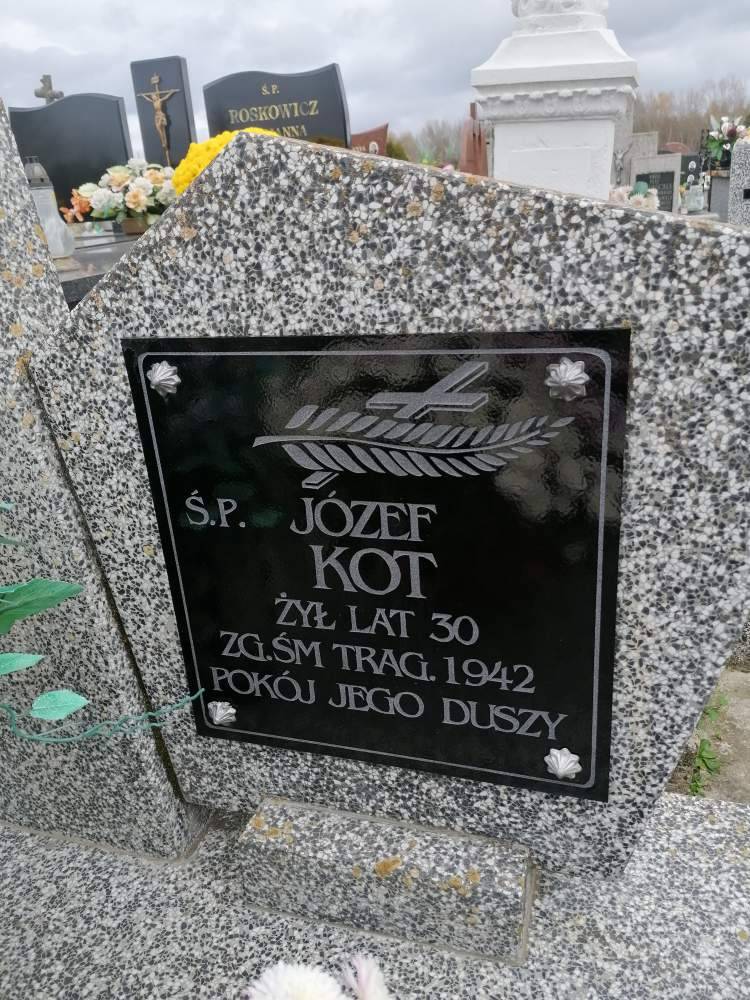 Ś.P.
ROSKOWICZ
ANNA
Ś.P. JÓZEF
KOT
ŻYŁ LAT 30
ZG.ŚM TRAG. 1942
POKÓJ JEGO DUSZY